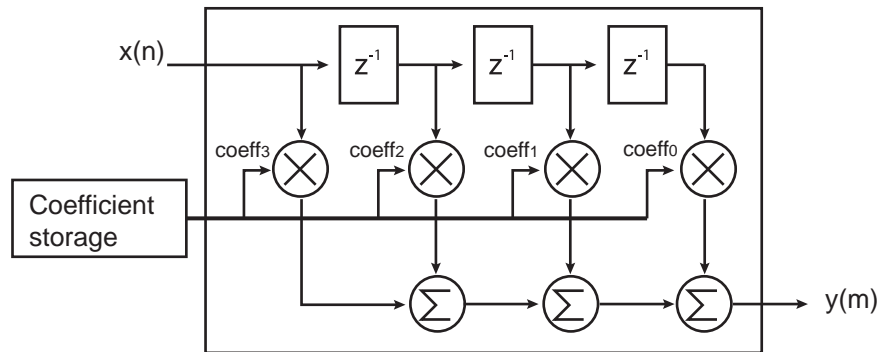 x(n)
z⁻¹ z⁻¹ z⁻¹
coeff₃ coeff₂ coeff₁ coeff₀
Coefficient
storage
Σ Σ Σ
y(m)